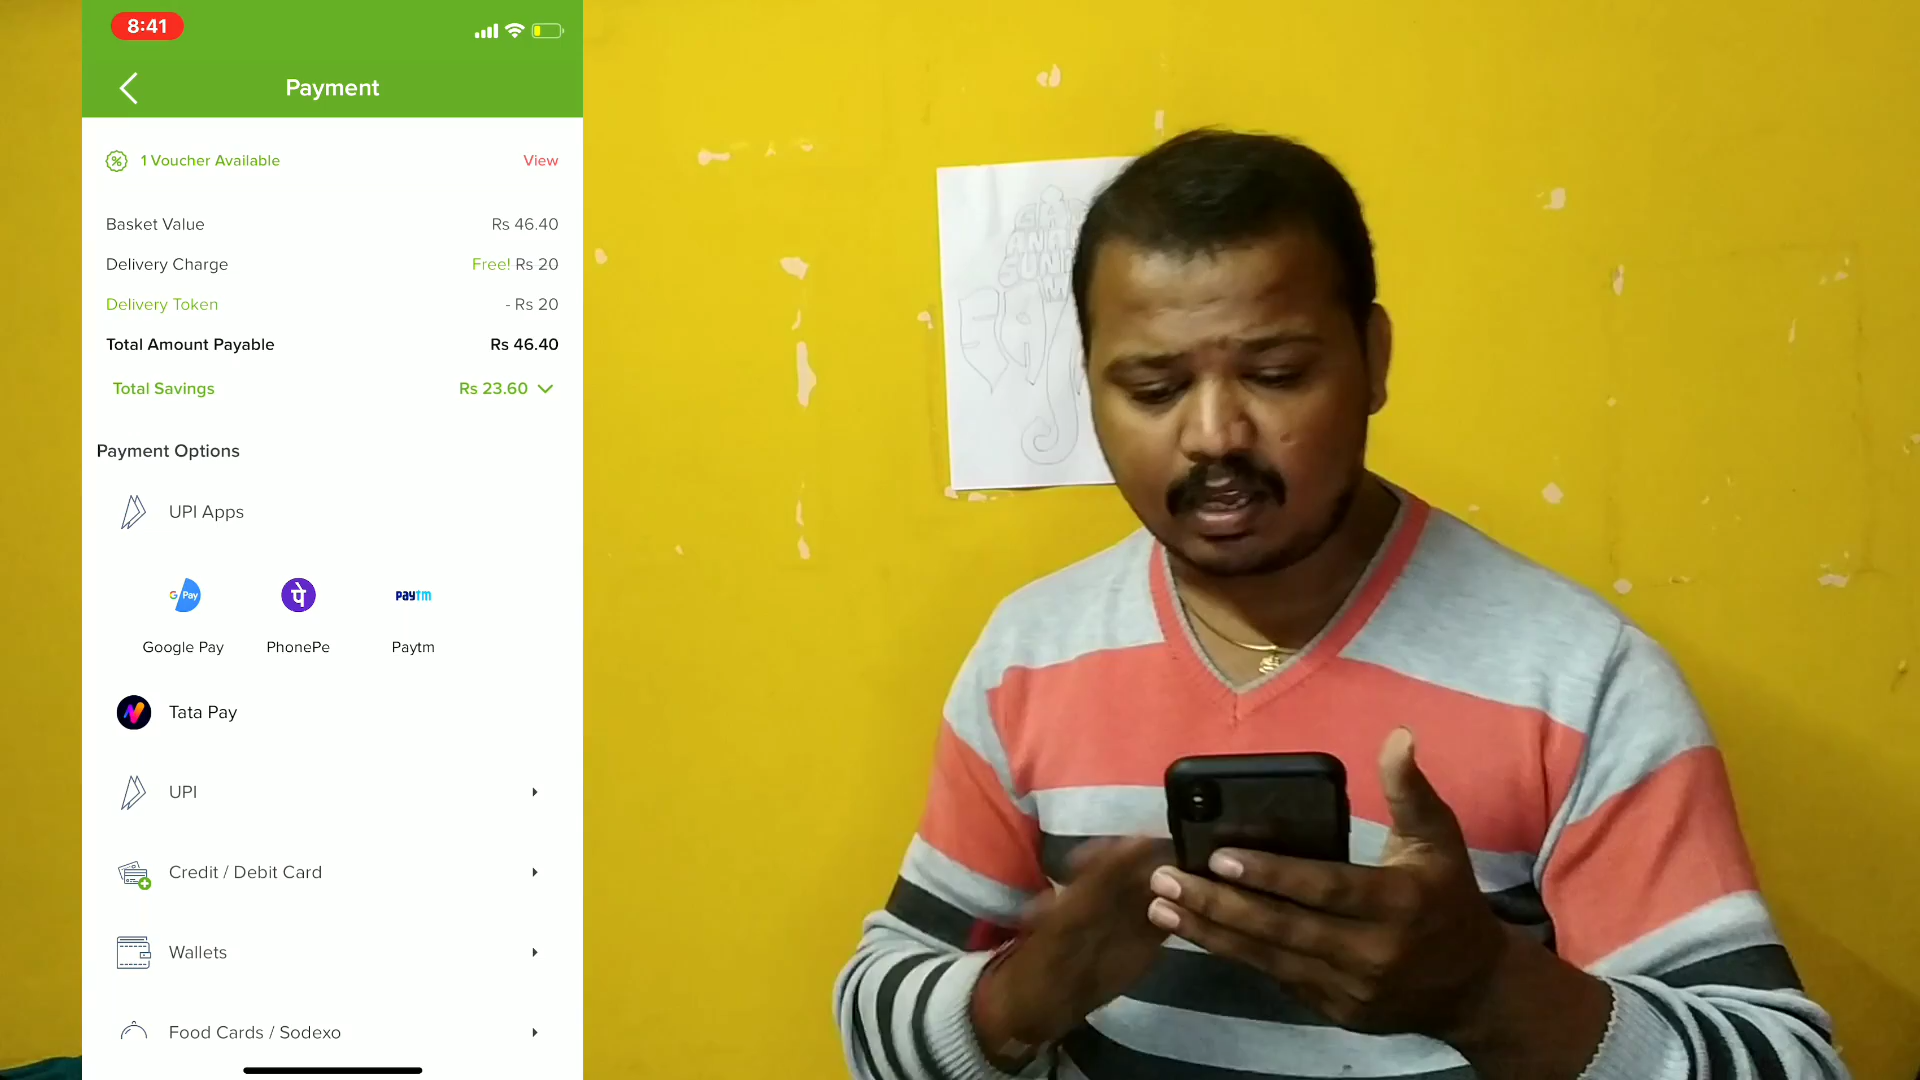 8:41
Payment
1 Voucher Available View
Basket Value Rs 46.40
Delivery Charge Free! Rs 20
Delivery Token - Rs 20
Total Amount Payable Rs 46.40
Total Savings Rs 23.60
Payment Options
UPI Apps
G Pay पे paytm
Google Pay PhonePe Paytm
Tata Pay
UPI
Credit / Debit Card
Wallets
Food Cards / Sodexo